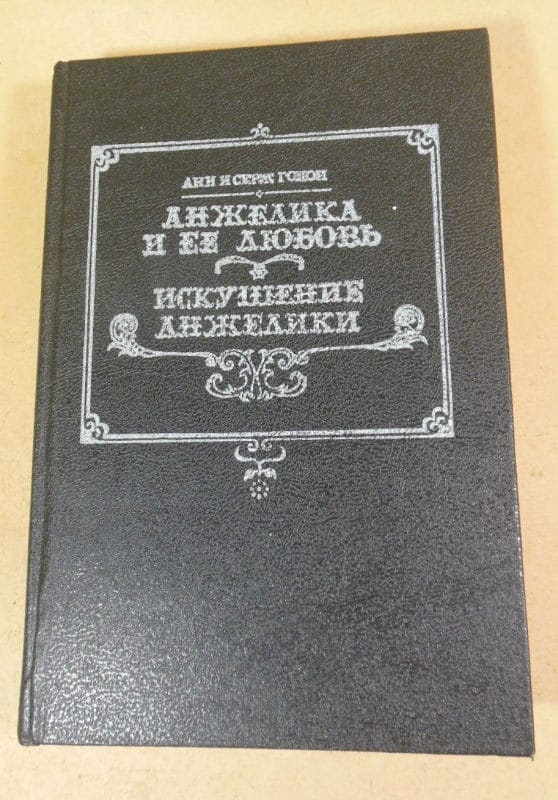 АНН И СЕРЖ ГОЛОН
АНЖЕЛИКА
И ЕЕ ЛЮБОВЬ
ИСКУШЕНИЕ
АНЖЕЛИКИ